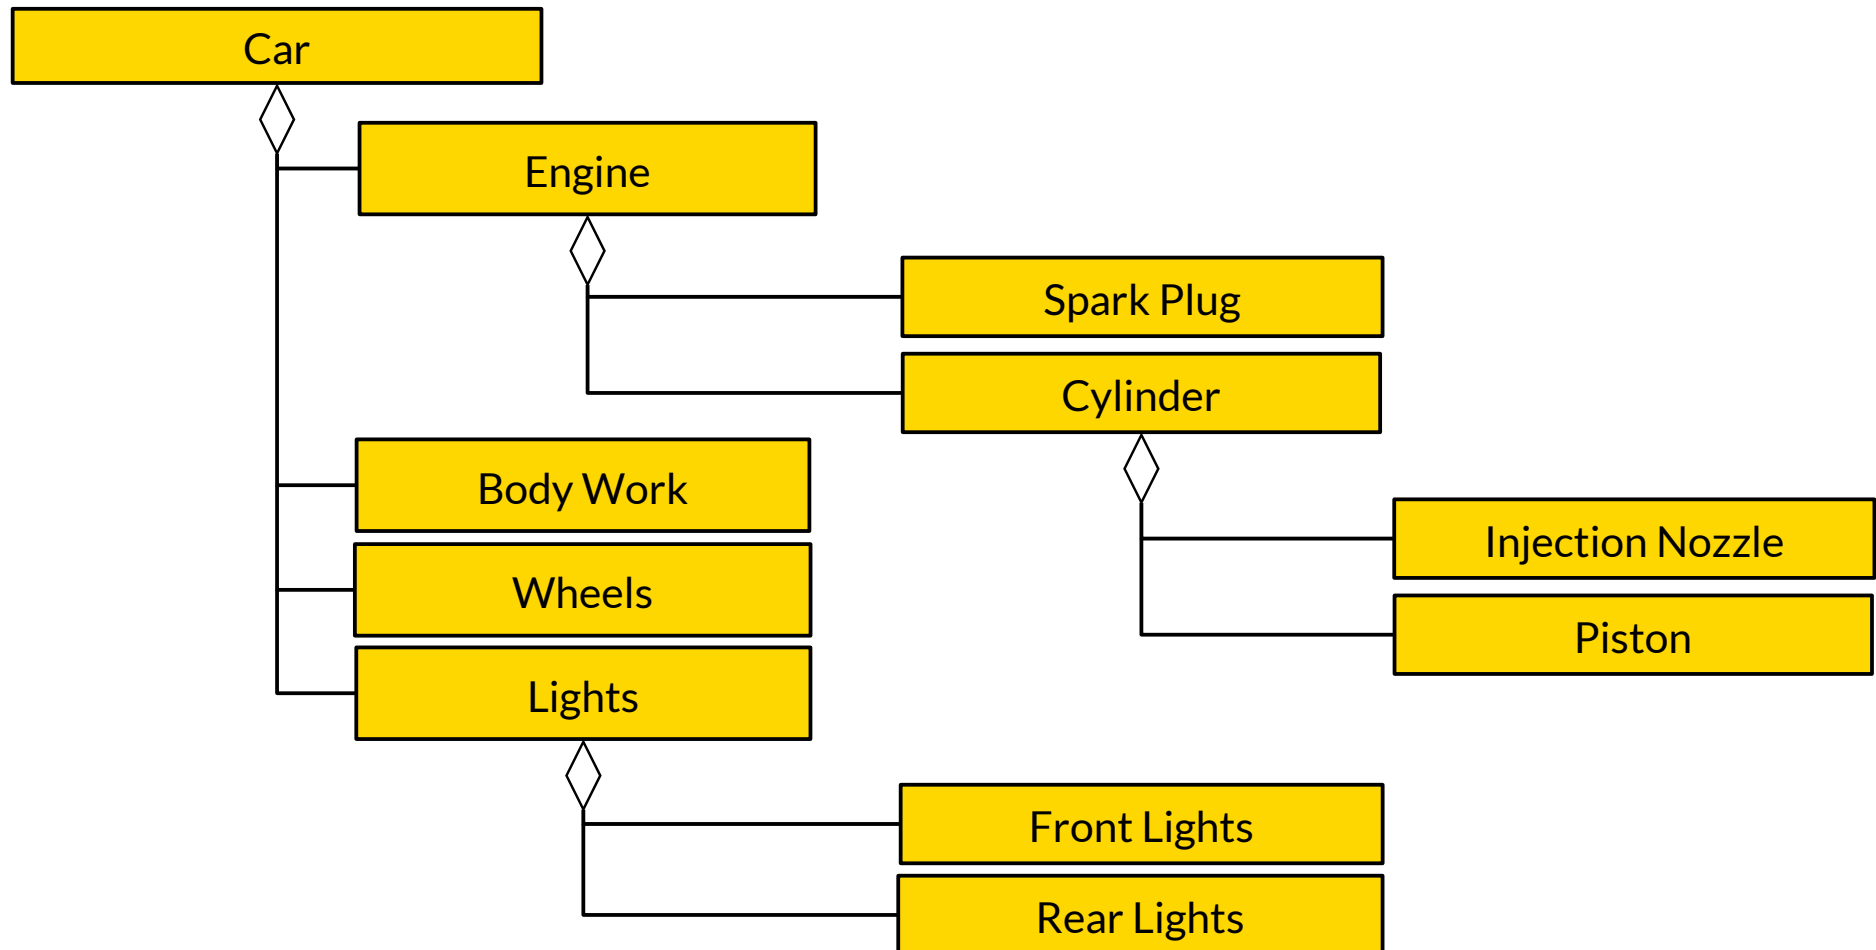 Car
Engine
Spark Plug
Cylinder
Body Work
Injection Nozzle
Wheels
Piston
Lights
Front Lights
Rear Lights